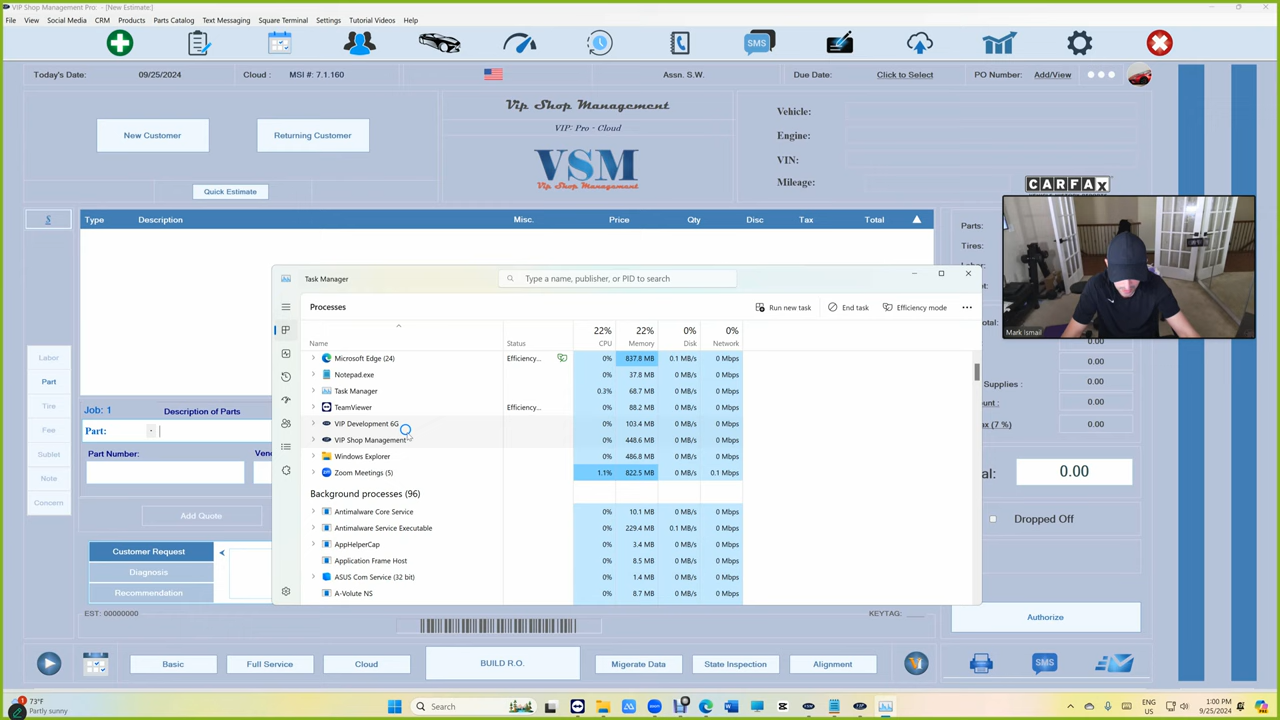 VIP Shop Management Pro: - [New Estimate]
File View Social Media CRM Products Parts Catalog Text Messaging Square Terminal Settings Tutorial Videos Help
SMS
Today's Date: 09/25/2024 Cloud : MSI #: 7.1.160 Assn. S.W. Due Date: Click to Select PO Number: Add/View
New Customer Returning Customer
Quick Estimate
Vip Shop Management
VIP: Pro - Cloud
VSM
Vip Shop Management
Vehicle:
Engine:
VIN:
Mileage:
CARFAX
$ Type Description Misc. Price Qty Disc Tax Total
Parts:
Tires:
Mark Ismail
0.00
0.00
0.00
0.00
0.00
Supplies :
0.00
Dropped Off
Authorize
Task Manager
Type a name, publisher, or PID to search
Processes Run new task End task Efficiency mode
22% 22% 0% 0%
Name Status CPU Memory Disk Network
Microsoft Edge (24) Efficiency... 0% 837.8 MB 0.1 MB/s 0 Mbps
Notepad.exe 0% 37.8 MB 0 MB/s 0 Mbps
Task Manager 0.3% 68.7 MB 0 MB/s 0 Mbps
TeamViewer Efficiency... 0% 88.2 MB 0 MB/s 0 Mbps
VIP Development 6G 0% 103.4 MB 0 MB/s 0 Mbps
VIP Shop Management 0% 448.6 MB 0 MB/s 0 Mbps
Windows Explorer 0% 486.8 MB 0 MB/s 0 Mbps
Zoom Meetings (5) 1.1% 822.5 MB 0 MB/s 0.1 Mbps
Background processes (96)
Antimalware Core Service 0% 10.1 MB 0 MB/s 0 Mbps
Antimalware Service Executable 0% 229.4 MB 0.1 MB/s 0 Mbps
AppHelperCap 0% 3.4 MB 0 MB/s 0 Mbps
Application Frame Host 0% 8.5 MB 0 MB/s 0 Mbps
ASUS Com Service (32 bit) 0% 1.4 MB 0 MB/s 0 Mbps
A-Volute NS 0% 8.7 MB 0 MB/s 0 Mbps
Labor
Part
Tire
Fee
Sublet
Note
Concern
Job: 1 Description of Parts
Part:
Part Number:
Add Quote
Customer Request
Diagnosis
Recommendation
EST: 00000000 KEYTAG: ____
Basic Full Service Cloud BUILD R.O. Migerate Data State Inspection Alignment SMS
73°F
Partly sunny
Search
ENG
US
1:00 PM
9/25/2024